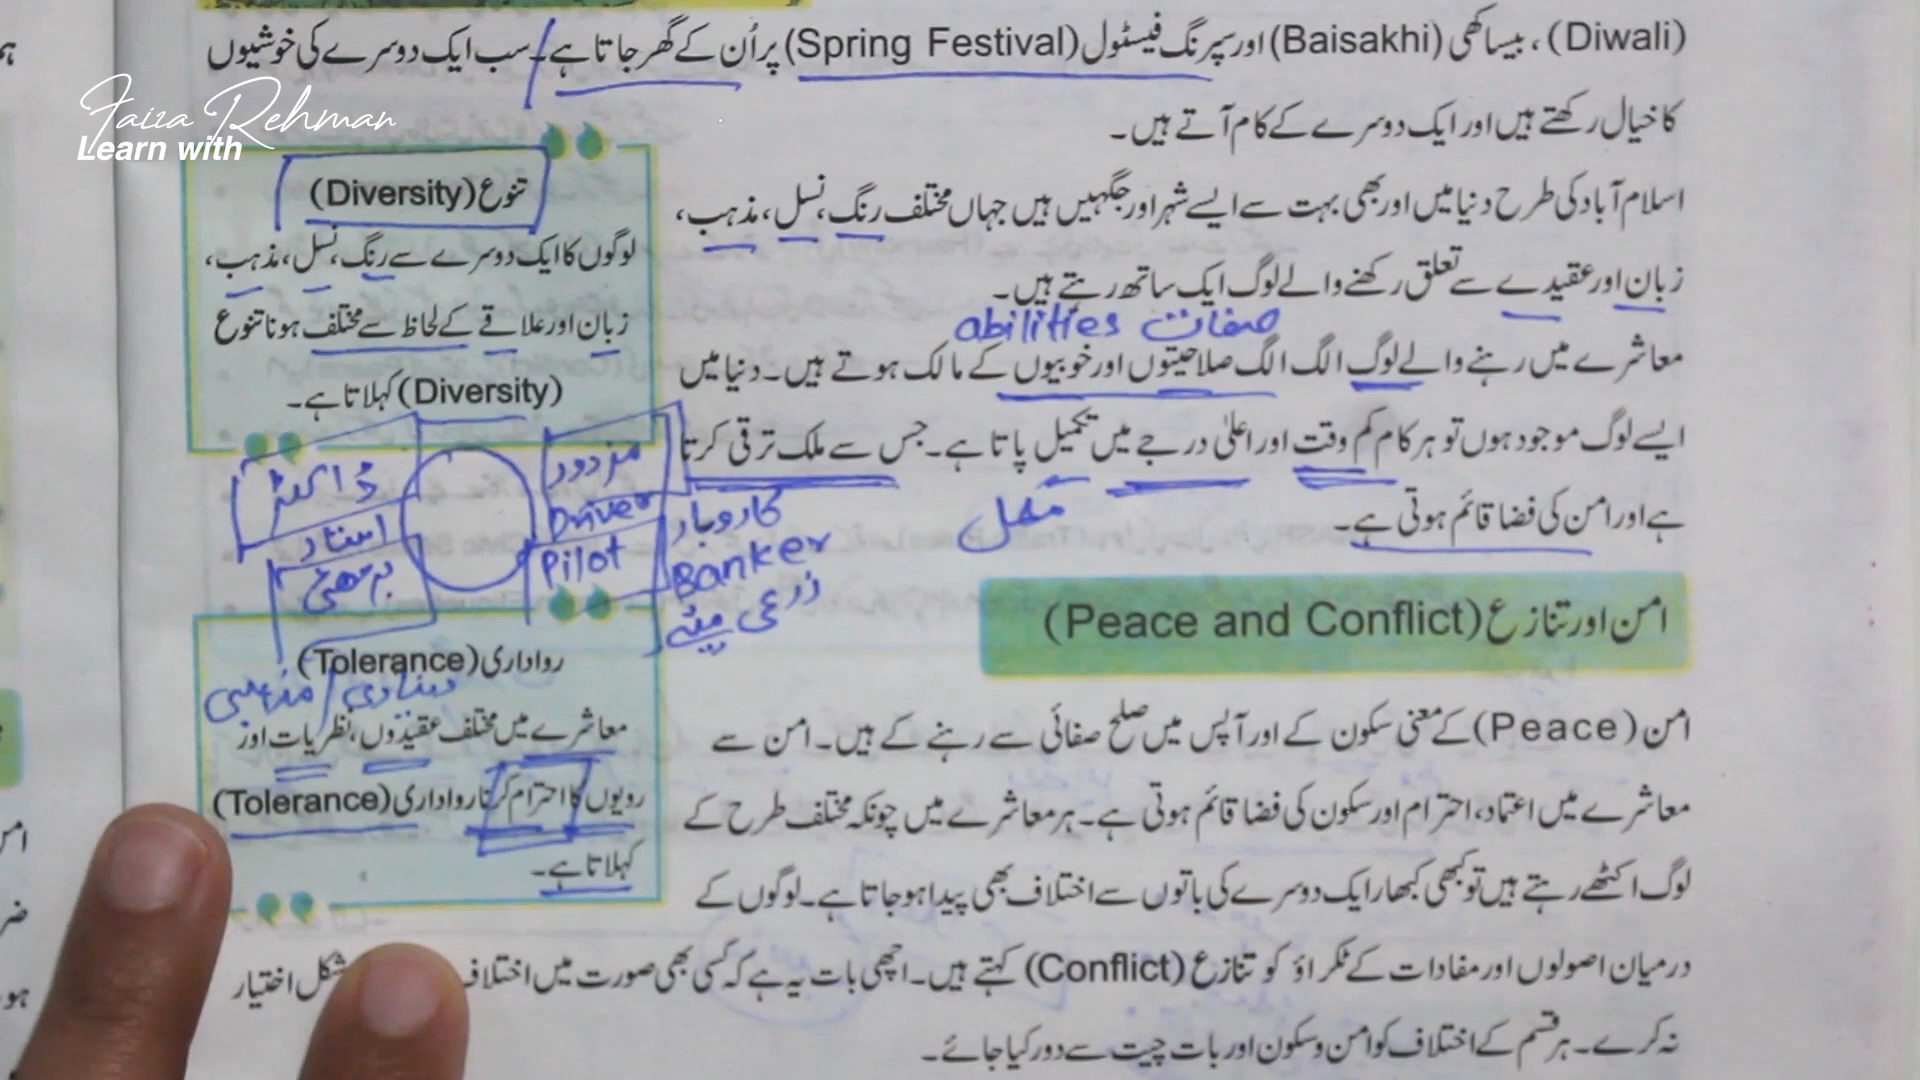 (Diwali)، بیساکھی (Baisakhi) اور سپرنگ فیسٹول (Spring Festival) پر اُن کے گھر جاتا ہے۔ سب ایک دوسرے کی خوشیوں
کا خیال رکھتے ہیں اور ایک دوسرے کے کام آتے ہیں۔
اسلام آباد کی طرح دنیا میں اور بھی بہت سے ایسے شہر اور جگہیں ہیں جہاں مختلف رنگ، نسل، مذہب،
زبان اور عقیدے سے تعلق رکھنے والے لوگ ایک ساتھ رہتے ہیں۔
abilities صفات
معاشرے میں رہنے والے لوگ الگ الگ صلاحیتوں اور خوبیوں کے مالک ہوتے ہیں۔ دنیا میں
ایسے لوگ موجود ہوں تو ہر کام کم وقت اور اعلیٰ درجے میں تکمیل پاتا ہے۔ جس سے ملک ترقی کرتا
ہے اور امن کی فضا قائم ہوتی ہے۔
مکمل
Faiza Rehman
Learn with
تنوع (Diversity)
لوگوں کا ایک دوسرے سے رنگ، نسل، مذہب،
زبان اور علاقے کے لحاظ سے مختلف ہونا تنوع
(Diversity) کہلاتا ہے۔
ڈاکٹر
استاد
بڑھئی
مزدور
Driver
Pilot
کاروبار
Banker
زرعی پیشے
رواداری (Tolerance)
مذہبی
معاشرے میں مختلف عقیدوں، نظریات اور
رویوں کا احترام کرنا رواداری (Tolerance)
کہلاتا ہے۔
امن اور تنازع (Peace and Conflict)
امن (Peace) کے معنی سکون کے اور آپس میں صلح صفائی سے رہنے کے ہیں۔ امن سے
معاشرے میں اعتماد، احترام اور سکون کی فضا قائم ہوتی ہے۔ ہر معاشرے میں چونکہ مختلف طرح کے
لوگ اکٹھے رہتے ہیں تو کبھی کبھار ایک دوسرے کی باتوں سے اختلاف بھی پیدا ہو جاتا ہے۔ لوگوں کے
درمیان اصولوں اور مفادات کے ٹکراؤ کو تنازع (Conflict) کہتے ہیں۔ اچھی بات یہ ہے کہ کسی بھی صورت میں اختلاف شکل اختیار
نہ کرے۔ ہر قسم کے اختلاف کو امن و سکون اور بات چیت سے دور کیا جائے۔